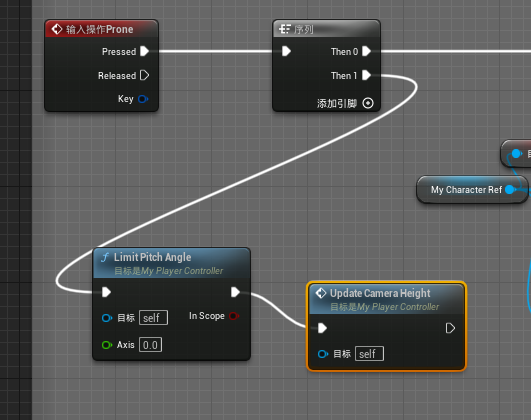 输入操作Prone
Pressed
Released
Key
序列
Then 0
Then 1
添加引脚
My Character Ref
Limit Pitch Angle
目标是My Player Controller
目标 self
In Scope
Axis 0.0
Update Camera Height
目标是My Player Controller
目标 self